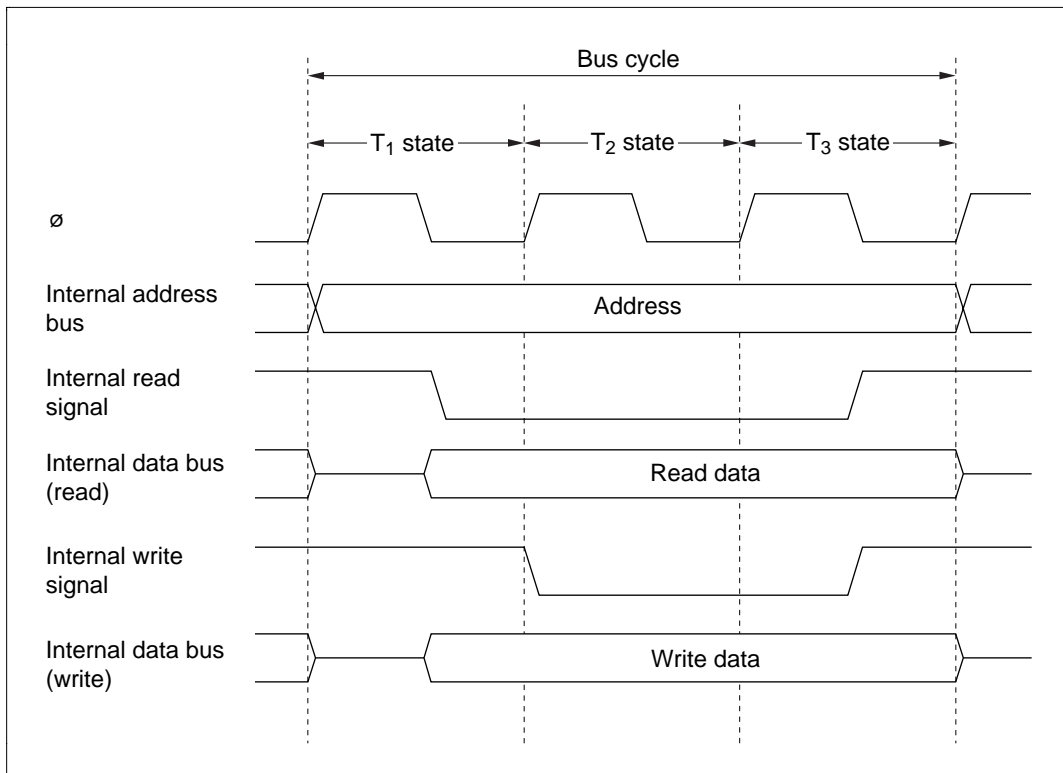 Bus cycle
T₁ state
T₂ state
T₃ state
ø
Internal address
bus
Address
Internal read
signal
Internal data bus
(read)
Read data
Internal write
signal
Internal data bus
(write)
Write data